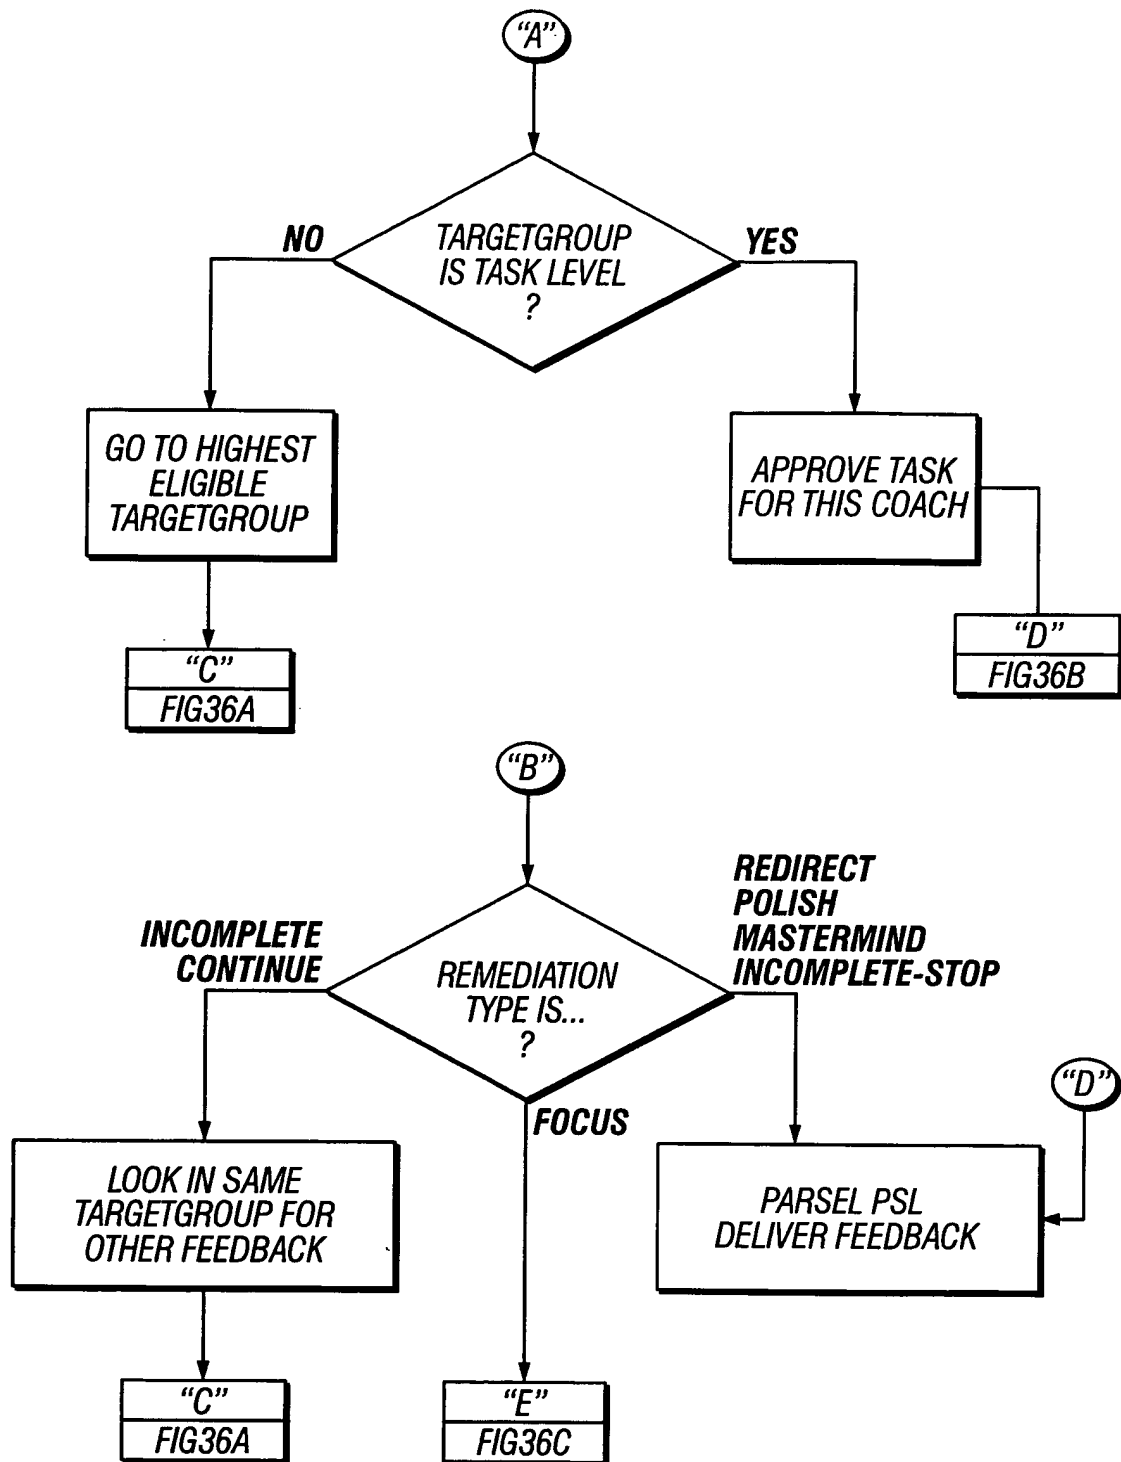 “A”
NO
TARGETGROUP
IS TASK LEVEL
?
YES
GO TO HIGHEST
ELIGIBLE
TARGETGROUP
APPROVE TASK
FOR THIS COACH
“C”
FIG36A
“D”
FIG36B
“B”
INCOMPLETE
CONTINUE
REMEDIATION
TYPE IS...
?
REDIRECT
POLISH
MASTERMIND
INCOMPLETE-STOP
FOCUS
“D”
LOOK IN SAME
TARGETGROUP FOR
OTHER FEEDBACK
PARSEL PSL
DELIVER FEEDBACK
“C”
FIG36A
“E”
FIG36C